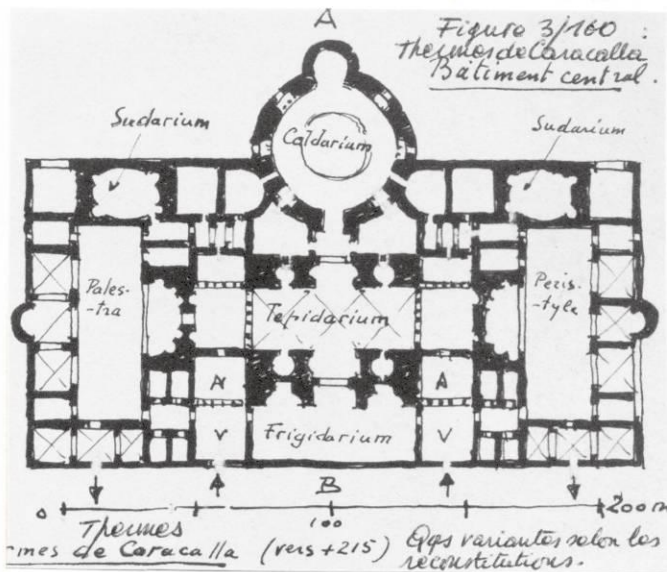 A
Figure 3/160 :
Thermes de Caracalla
Bâtiment central.
Sudarium
Caldarium
Sudarium
Pales-
-tra
Tepidarium
Peris-
-tyle
A
A
V
Frigidarium
V
B
0
100
200 m
Thermes
rmes de Caracalla (vers +215)
Qqs variantes selon les
reconstitutions.